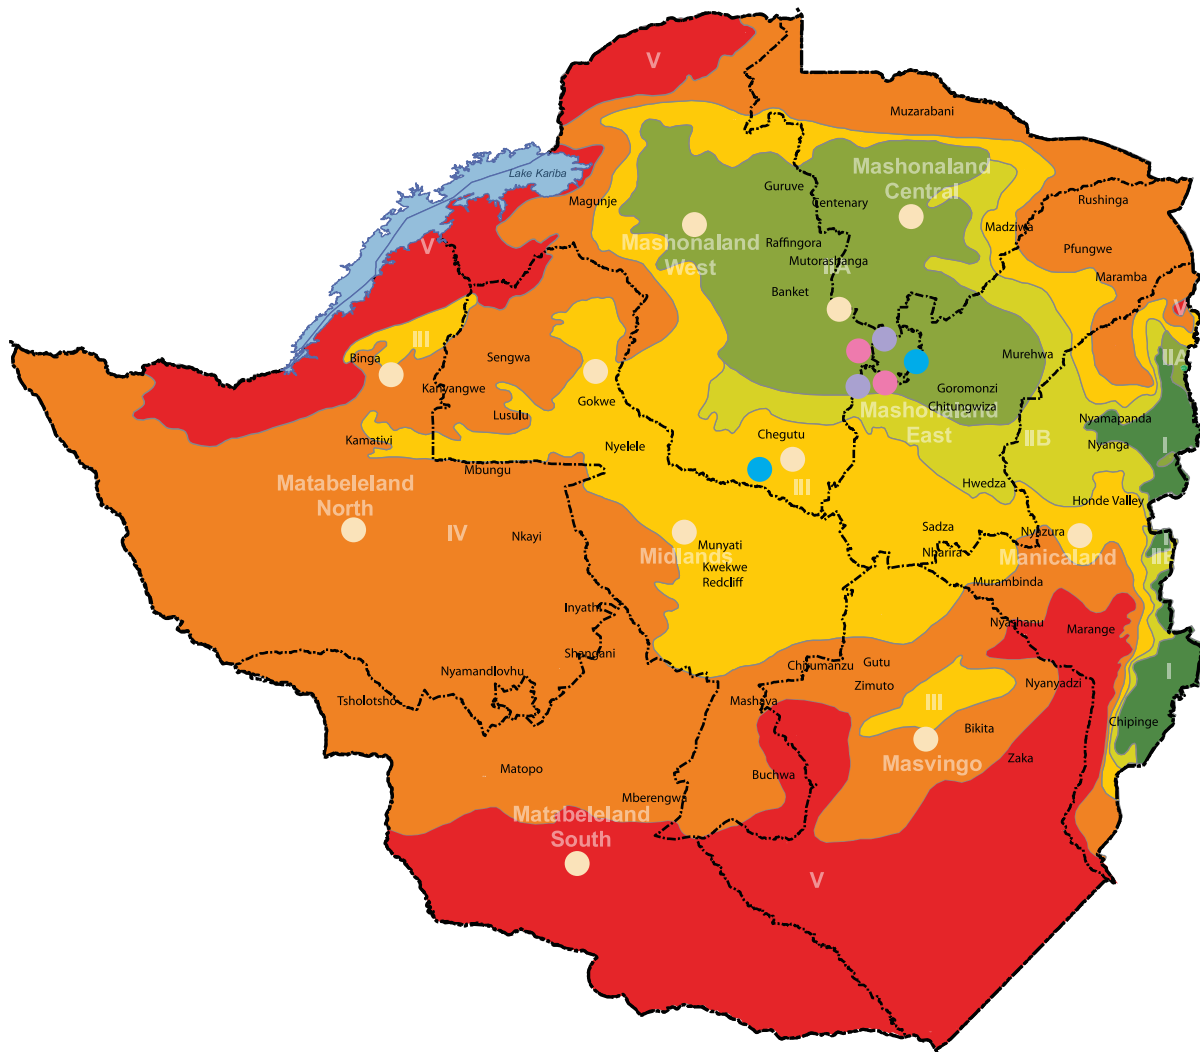 V
Muzarabani
Mashonaland
Central
Lake Kariba
Magunje
Guruve
Centenary
Rushinga
Madziwa
Mashonaland
West
Raffingora
Mutorashanga
IIA
Pfungwe
Maramba
V
Banket
V
III
Binga
Sengwa
Murehwa
IIA
Kanyangwe
Gokwe
Goromonzi
Chitungwiza
Lusulu
Mashonaland
East
Nyamapanda
Kamativi
Nyelele
Chegutu
IIB
Nyanga
I
Mbungu
Matabeleland
North
III
Hwedza
Honde Valley
IV
Nkayi
Sadza
Nyazura
I
Midlands
Munyati
Nharira
Manicaland
Kwekwe
Redcliff
Murambinda
Inyathi
Nyashanu
Marange
Shangani
Nyamandlovhu
Chirumanzu
Gutu
Zimuto
Nyanyadzi
I
Tsholotsho
Mashava
III
Chipinge
Bikita
Masvingo
Zaka
Matopo
Buchwa
Mberengwa
Matabeleland
South
V